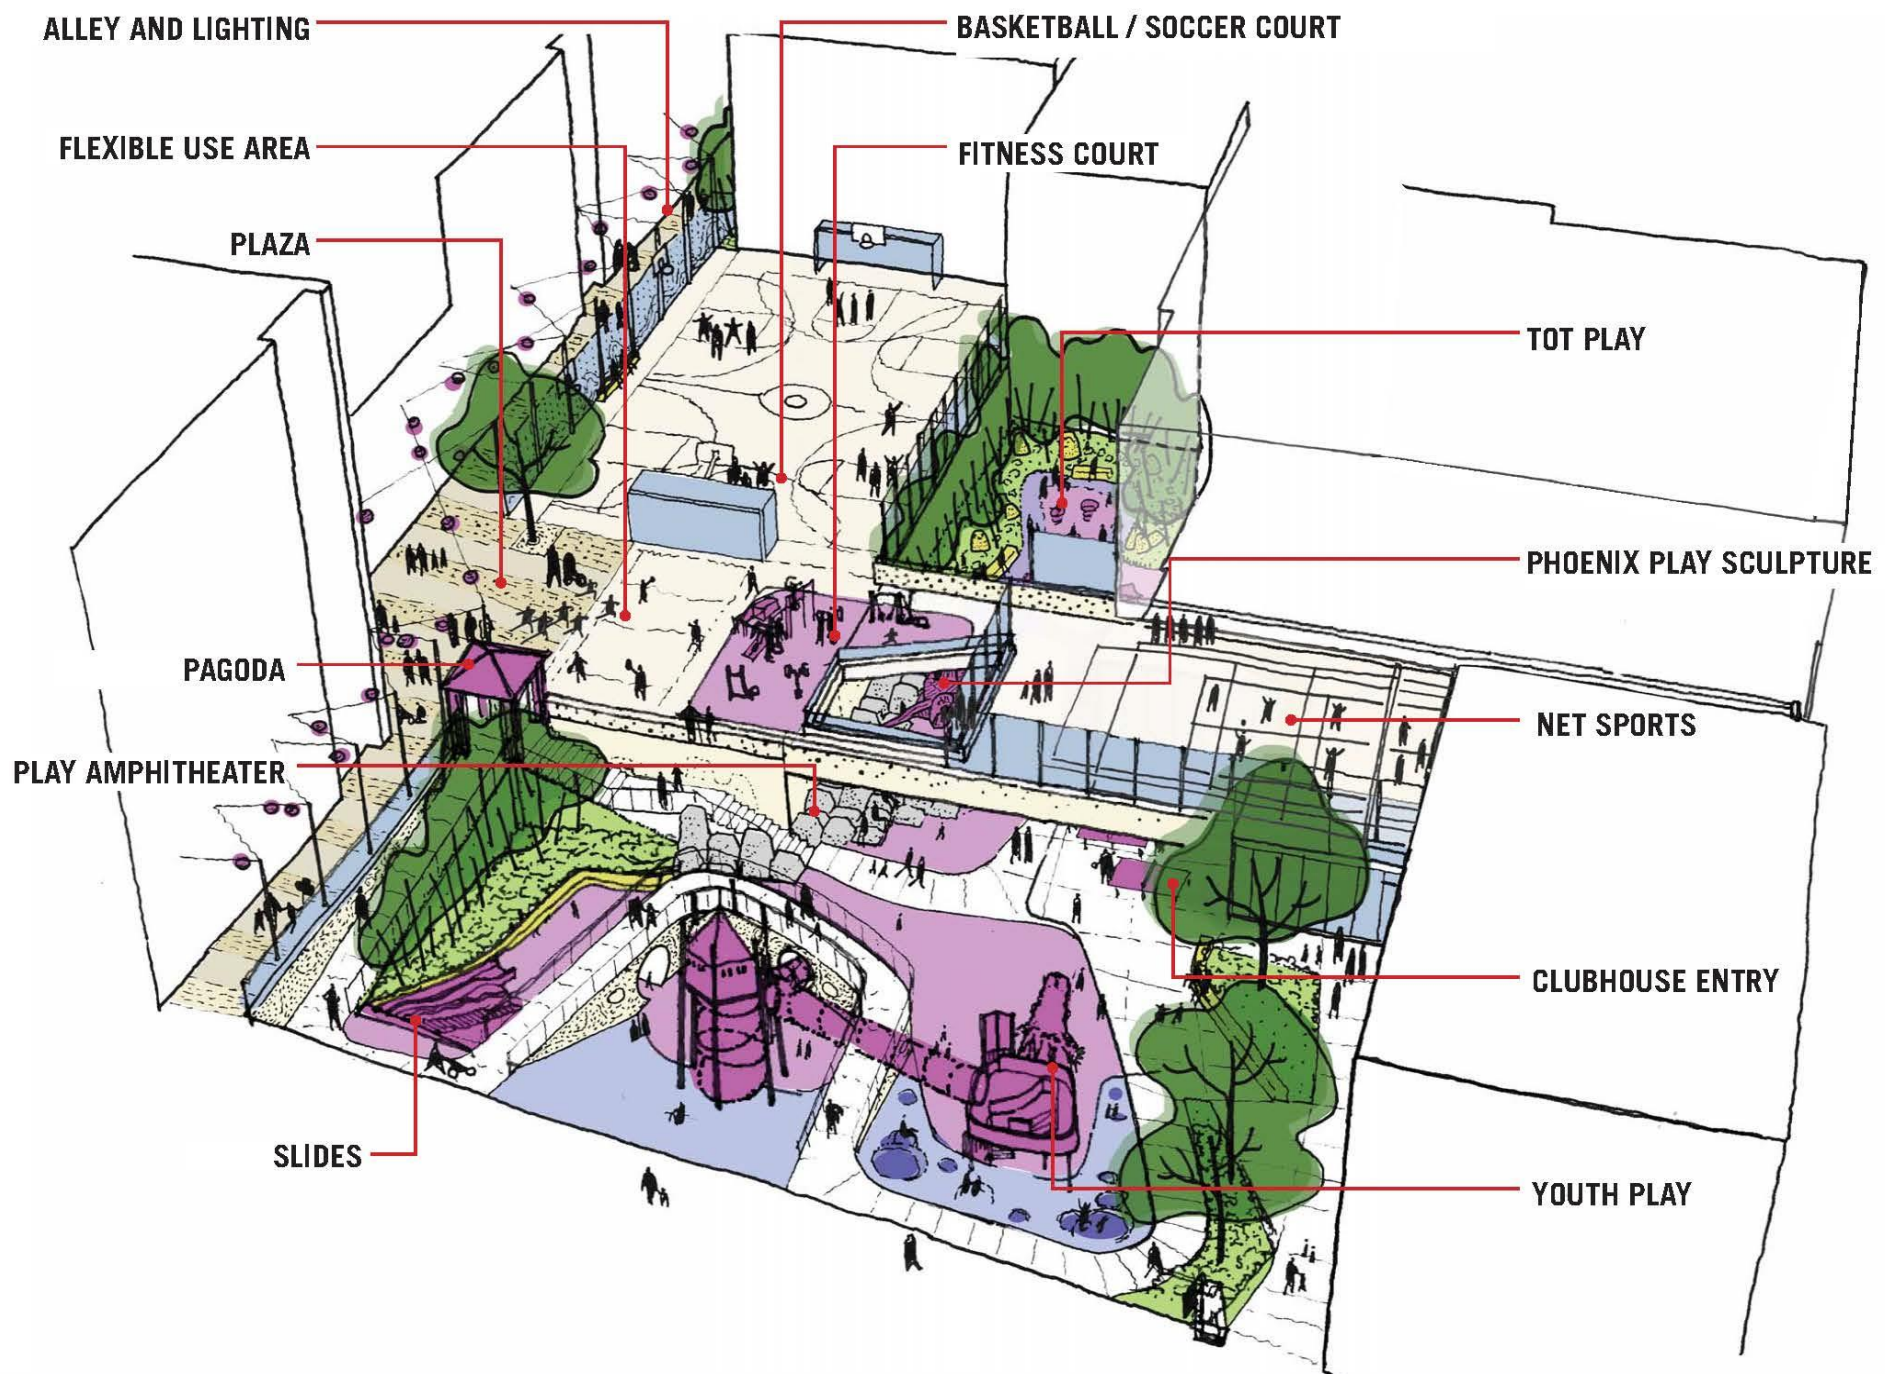 ALLEY AND LIGHTING
BASKETBALL / SOCCER COURT
FLEXIBLE USE AREA
FITNESS COURT
PLAZA
TOT PLAY
PHOENIX PLAY SCULPTURE
PAGODA
NET SPORTS
PLAY AMPHITHEATER
CLUBHOUSE ENTRY
SLIDES
YOUTH PLAY